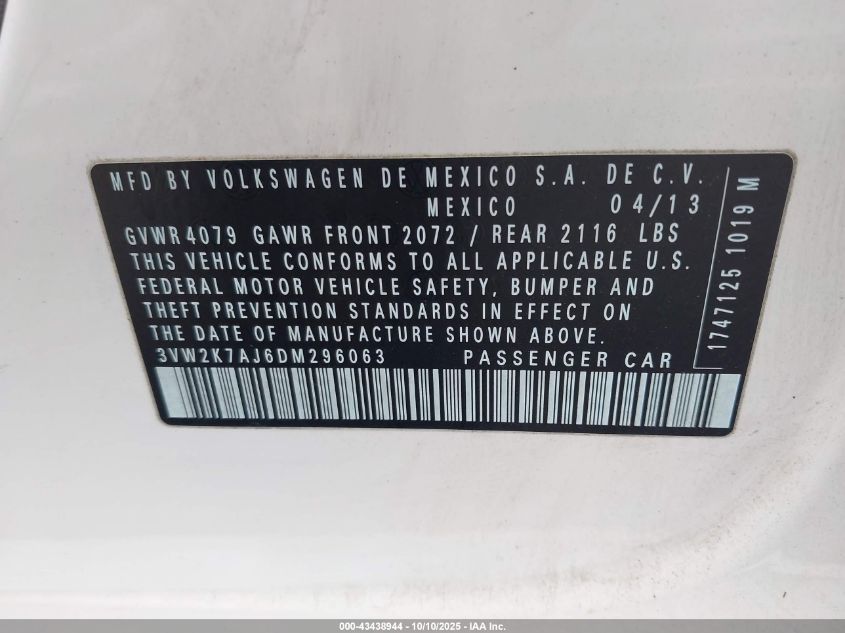 MFD BY VOLKSWAGEN DE MEXICO S.A. DE C.V.
MEXICO 04/13
GVWR 4079 GAWR FRONT 2072 / REAR 2116 LBS
THIS VEHICLE CONFORMS TO ALL APPLICABLE U.S.
FEDERAL MOTOR VEHICLE SAFETY, BUMPER AND
THEFT PREVENTION STANDARDS IN EFFECT ON
THE DATE OF MANUFACTURE SHOWN ABOVE.
3VW2K7AJ6DM296063 PASSENGER CAR
1747125 1019 M
000-43438944 - 10/10/2025 - IAA Inc.